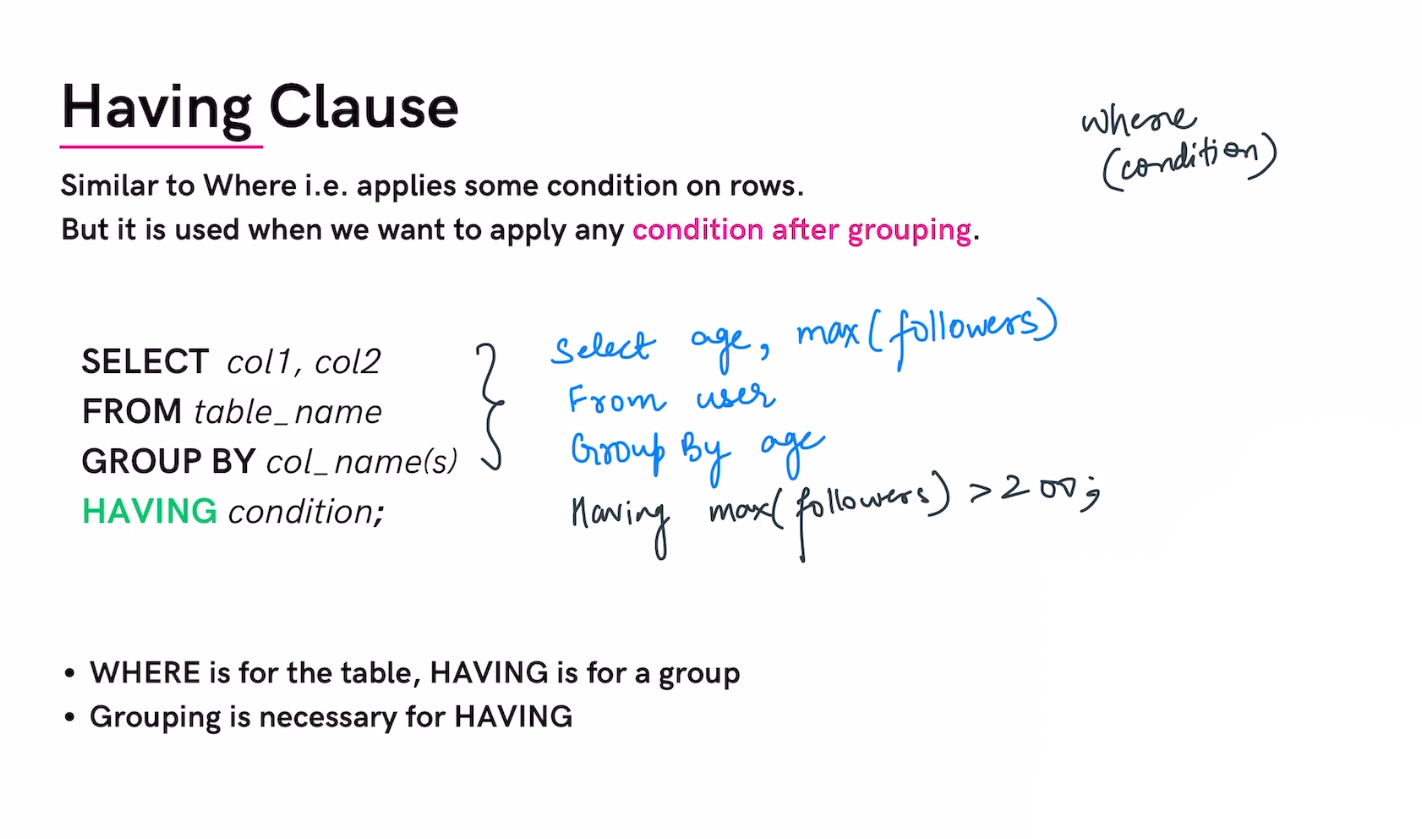 Having Clause
where
(condition)
Similar to Where i.e. applies some condition on rows.
But it is used when we want to apply any condition after grouping.
SELECT col1, col2
FROM table_name
GROUP BY col_name(s)
HAVING condition;
Select age, max(followers)
From user
Group By age
Having max(followers) >200;
• WHERE is for the table, HAVING is for a group
• Grouping is necessary for HAVING